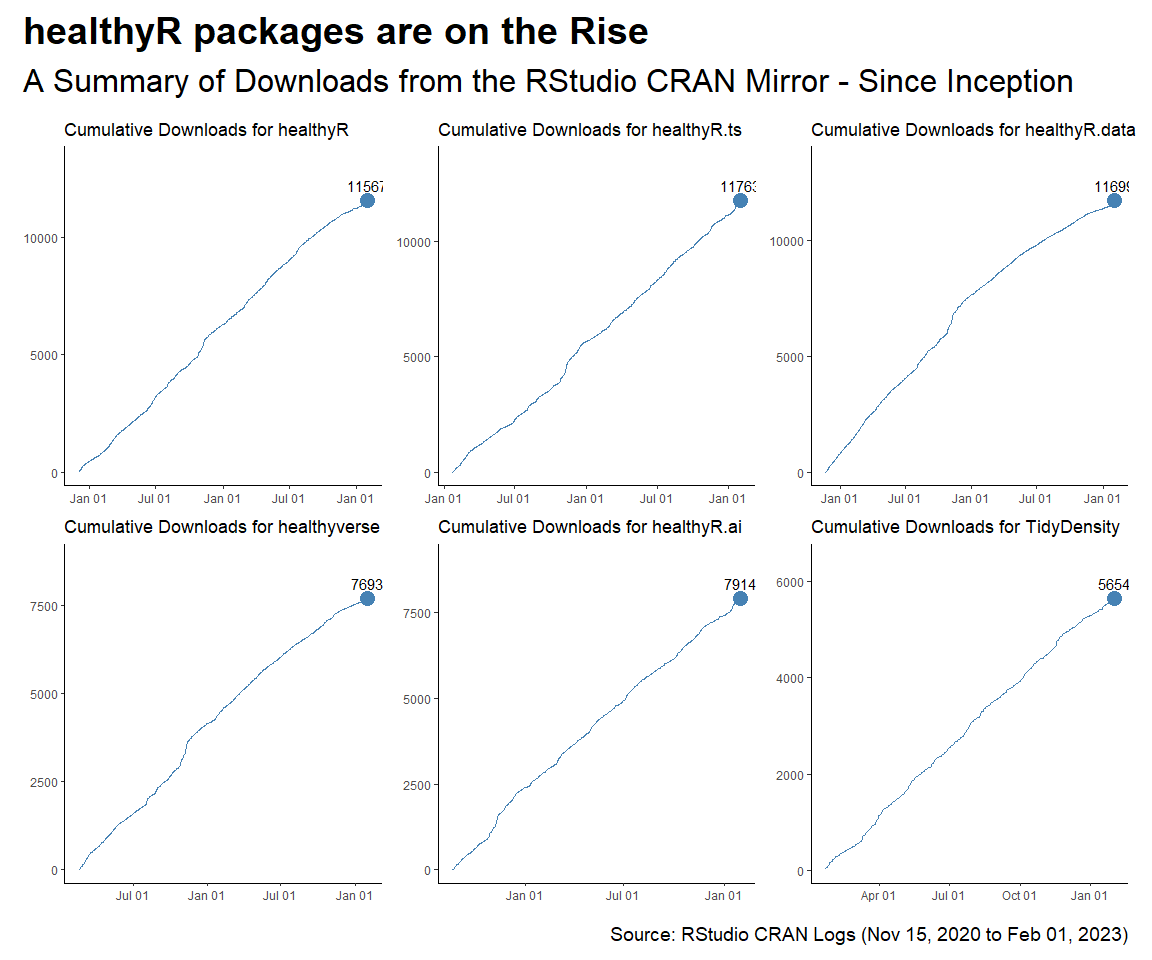 healthyR packages are on the Rise
A Summary of Downloads from the RStudio CRAN Mirror - Since Inception
Cumulative Downloads for healthyR
11567
10000
5000
0
Jan 01 Jul 01 Jan 01 Jul 01 Jan 01
Cumulative Downloads for healthyR.ts
11763
10000
5000
0
Jan 01 Jul 01 Jan 01 Jul 01 Jan 01
Cumulative Downloads for healthyR.data
11699
10000
5000
0
Jan 01 Jul 01 Jan 01 Jul 01 Jan 01
Cumulative Downloads for healthyverse
7693
7500
5000
2500
0
Jul 01 Jan 01 Jul 01 Jan 01
Cumulative Downloads for healthyR.ai
7914
7500
5000
2500
0
Jan 01 Jul 01 Jan 01
Cumulative Downloads for TidyDensity
5654
6000
4000
2000
0
Apr 01 Jul 01 Oct 01 Jan 01
Source: RStudio CRAN Logs (Nov 15, 2020 to Feb 01, 2023)